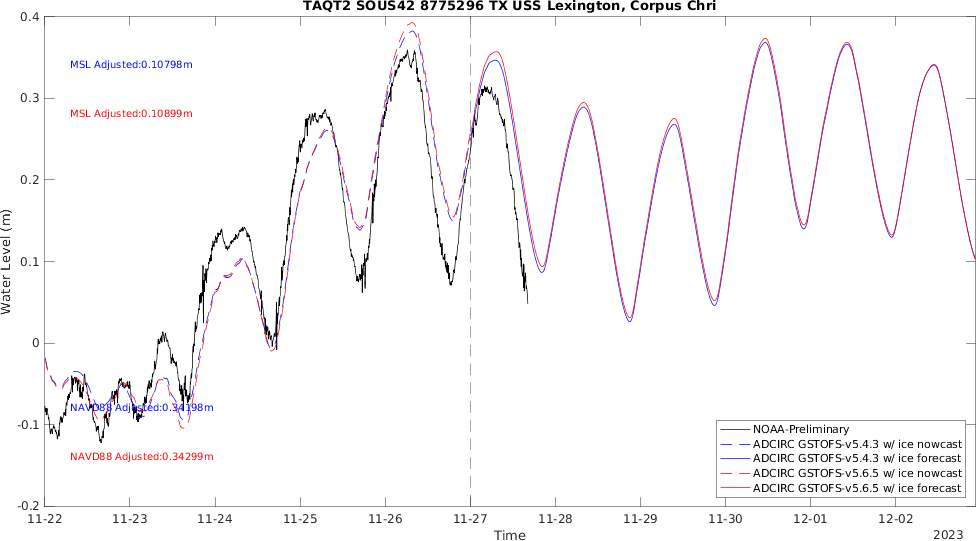 TAQT2 SOUS42 8775296 TX USS Lexington, Corpus Chri
0.4
MSL Adjusted:0.10798m
0.3
MSL Adjusted:0.10899m
0.2
Water Level (m)
0.1
0
NAVD88 Adjusted:0.34198m
-0.1
NAVD88 Adjusted:0.34299m
NOAA-Preliminary
ADCIRC GSTOFS-v5.4.3 w/ ice nowcast
ADCIRC GSTOFS-v5.4.3 w/ ice forecast
ADCIRC GSTOFS-v5.6.5 w/ ice nowcast
ADCIRC GSTOFS-v5.6.5 w/ ice forecast
-0.2
11-22 11-23 11-24 11-25 11-26 11-27 11-28 11-29 11-30 12-01 12-02
Time
2023